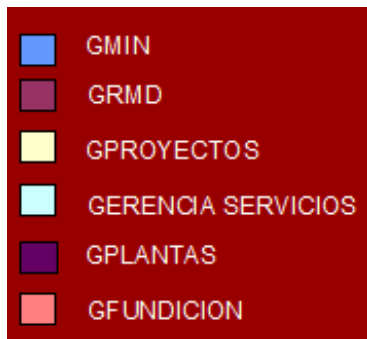 GMIN
GRMD
GPROYECTOS
GERENCIA SERVICIOS
GPLANTAS
GFUNDICION